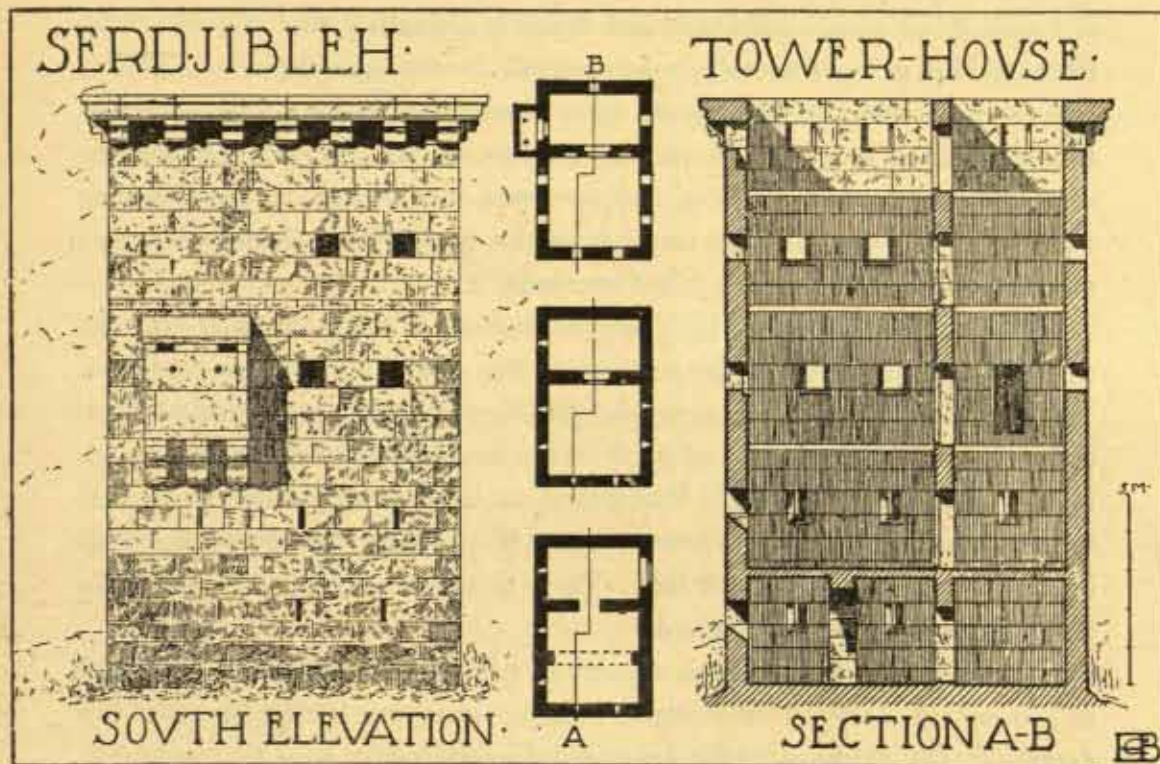 SERDJIBLEH·
TOWER-HOVSE·
B
5 M·
A
SOVTH ELEVATION·
SECTION A-B